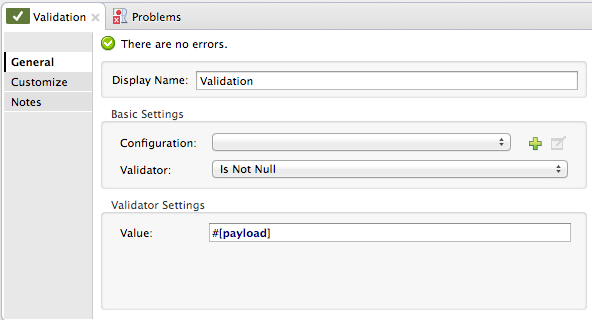 Validation
Problems
There are no errors.
General
Customize
Notes
Display Name: Validation
Basic Settings
Configuration:
Validator: Is Not Null
Validator Settings
Value: #[payload]